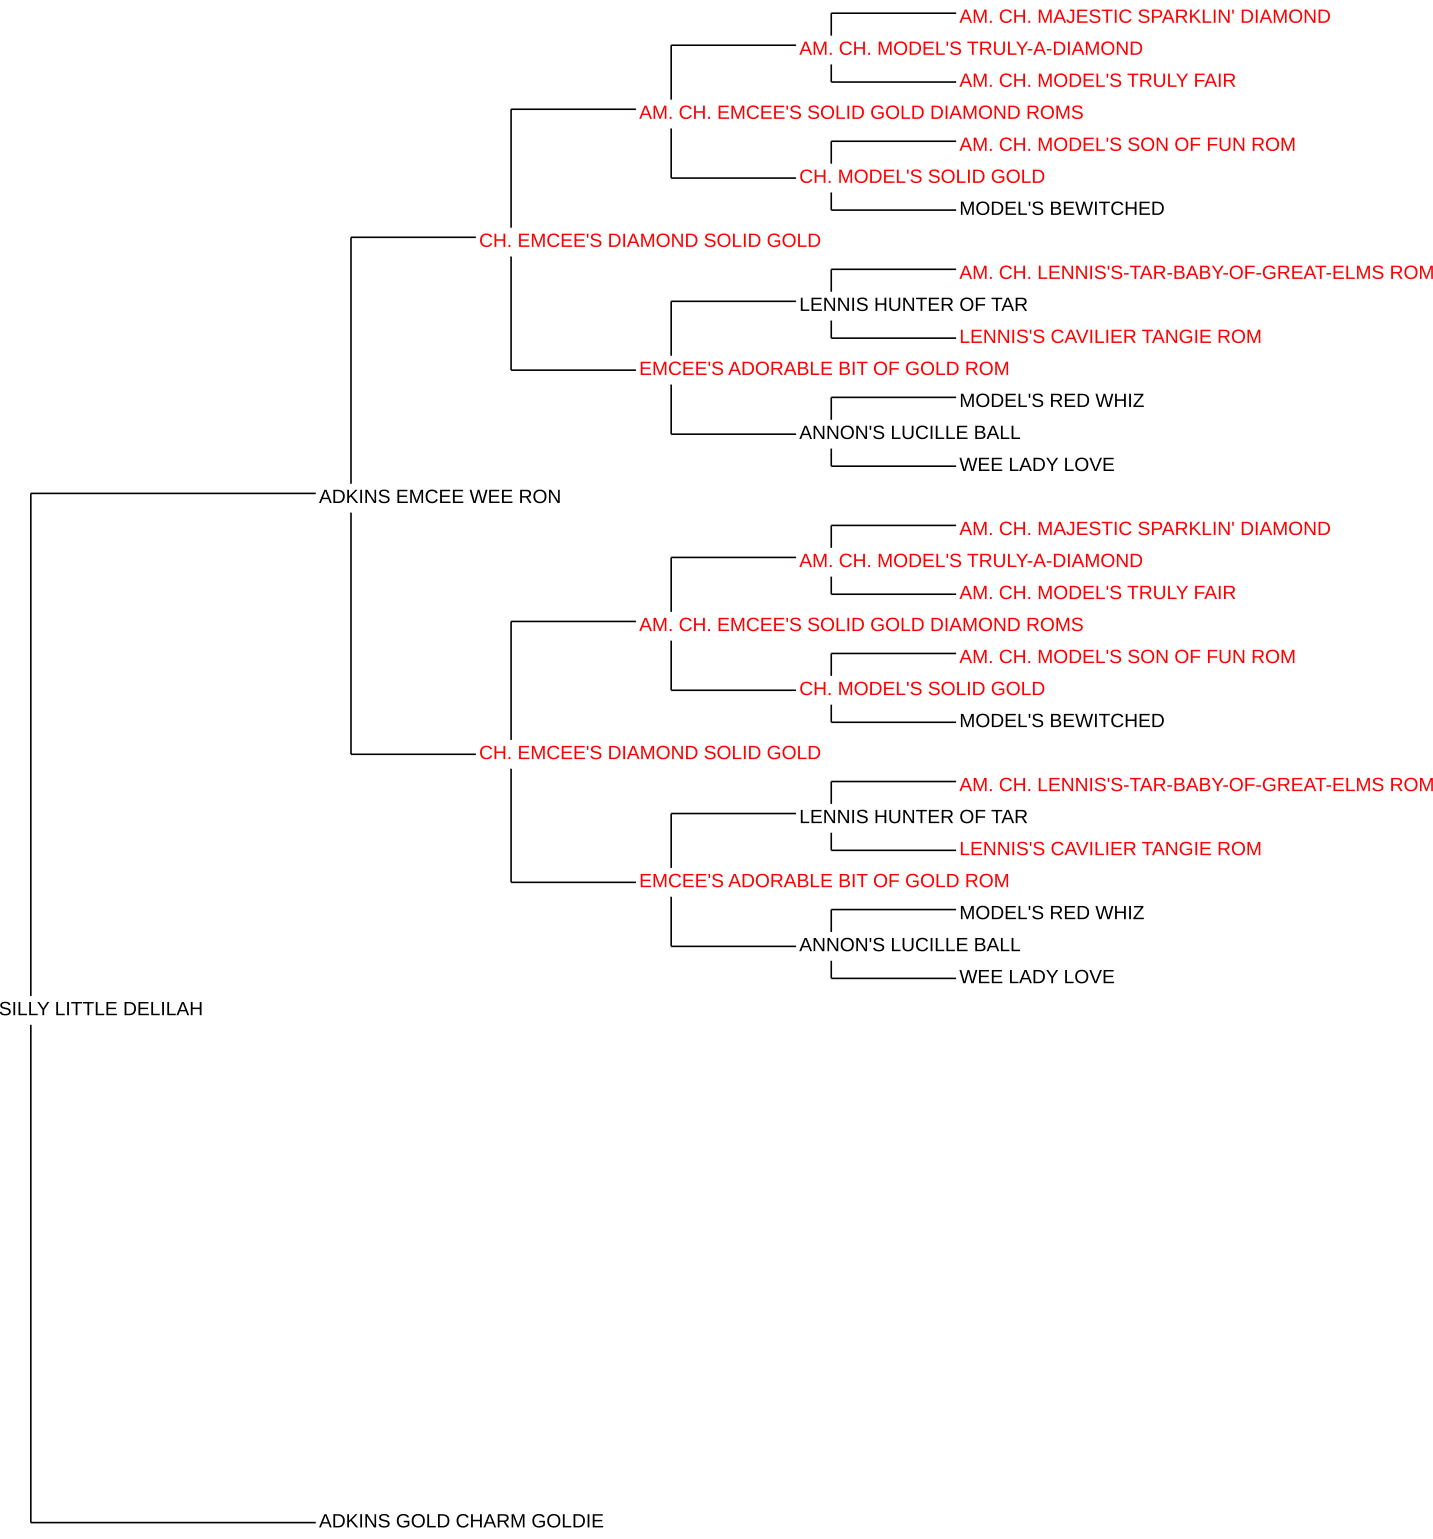 AM. CH. MAJESTIC SPARKLIN' DIAMOND
AM. CH. MODEL'S TRULY-A-DIAMOND
AM. CH. MODEL'S TRULY FAIR
AM. CH. EMCEE'S SOLID GOLD DIAMOND ROMS
AM. CH. MODEL'S SON OF FUN ROM
CH. MODEL'S SOLID GOLD
MODEL'S BEWITCHED
CH. EMCEE'S DIAMOND SOLID GOLD
AM. CH. LENNIS'S-TAR-BABY-OF-GREAT-ELMS ROM
LENNIS HUNTER OF TAR
LENNIS'S CAVILIER TANGIE ROM
EMCEE'S ADORABLE BIT OF GOLD ROM
MODEL'S RED WHIZ
ANNON'S LUCILLE BALL
WEE LADY LOVE
ADKINS EMCEE WEE RON
AM. CH. MAJESTIC SPARKLIN' DIAMOND
AM. CH. MODEL'S TRULY-A-DIAMOND
AM. CH. MODEL'S TRULY FAIR
AM. CH. EMCEE'S SOLID GOLD DIAMOND ROMS
AM. CH. MODEL'S SON OF FUN ROM
CH. MODEL'S SOLID GOLD
MODEL'S BEWITCHED
CH. EMCEE'S DIAMOND SOLID GOLD
AM. CH. LENNIS'S-TAR-BABY-OF-GREAT-ELMS ROM
LENNIS HUNTER OF TAR
LENNIS'S CAVILIER TANGIE ROM
EMCEE'S ADORABLE BIT OF GOLD ROM
MODEL'S RED WHIZ
ANNON'S LUCILLE BALL
WEE LADY LOVE
SILLY LITTLE DELILAH
ADKINS GOLD CHARM GOLDIE